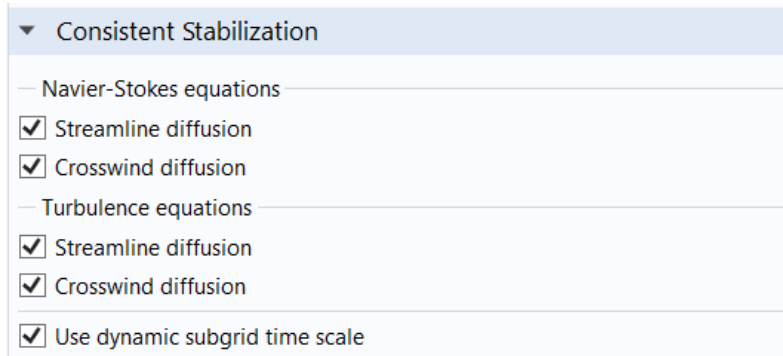 Consistent Stabilization
Navier-Stokes equations
Streamline diffusion
Crosswind diffusion
Turbulence equations
Streamline diffusion
Crosswind diffusion
Use dynamic subgrid time scale